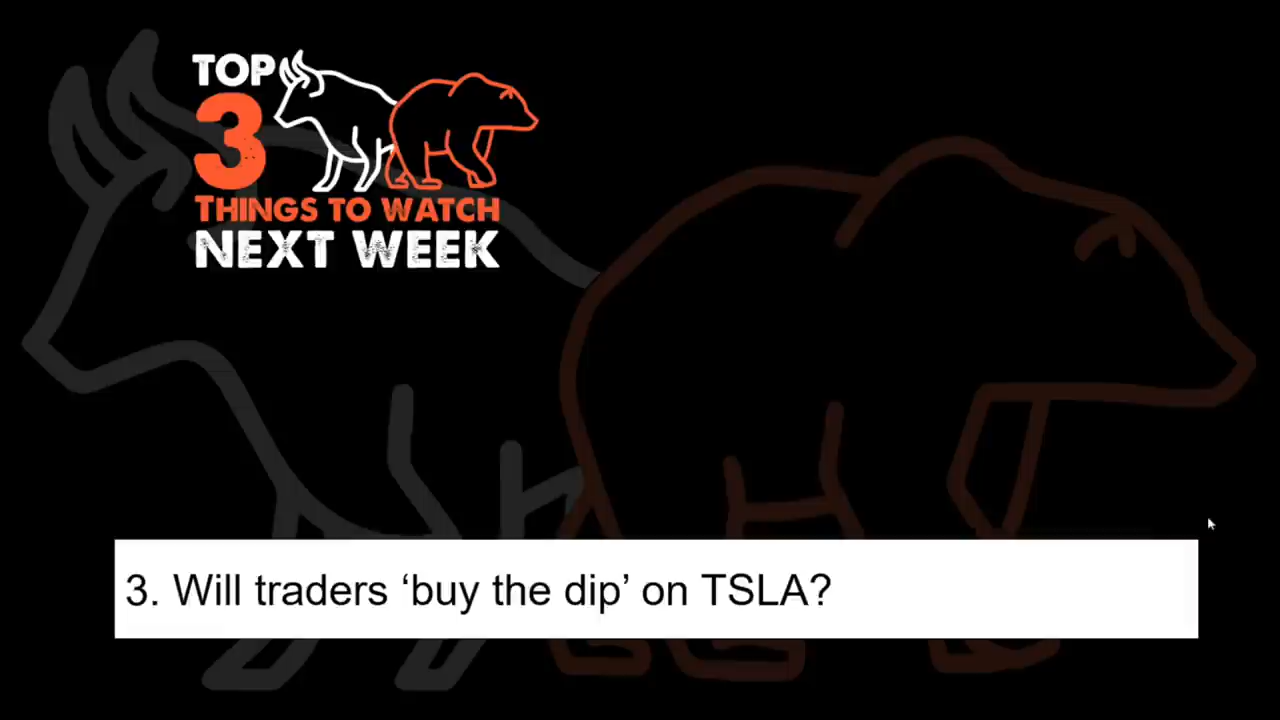 TOP
3
THINGS TO WATCH
NEXT WEEK
3. Will traders ‘buy the dip’ on TSLA?